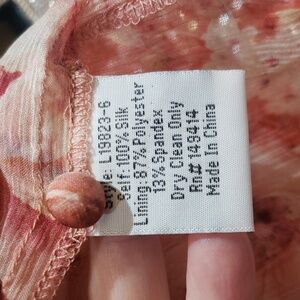 Style: L19823-6
Self:100% Silk
Lining:87% Polyester
13% Spandex
Dry Clean Only
Rn# 149414
Made In China